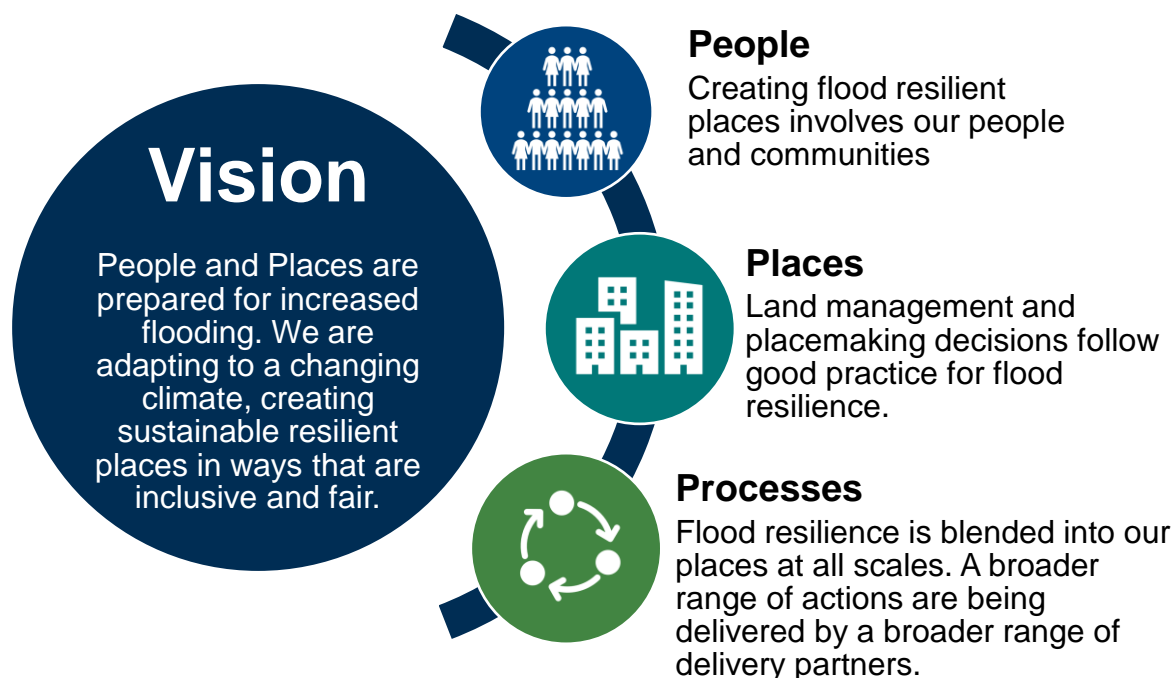 Vision
People and Places are
prepared for increased
flooding. We are
adapting to a changing
climate, creating
sustainable resilient
places in ways that are
inclusive and fair.
People
Creating flood resilient
places involves our people
and communities
Places
Land management and
placemaking decisions follow
good practice for flood
resilience.
Processes
Flood resilience is blended into our
places at all scales. A broader
range of actions are being
delivered by a broader range of
delivery partners.